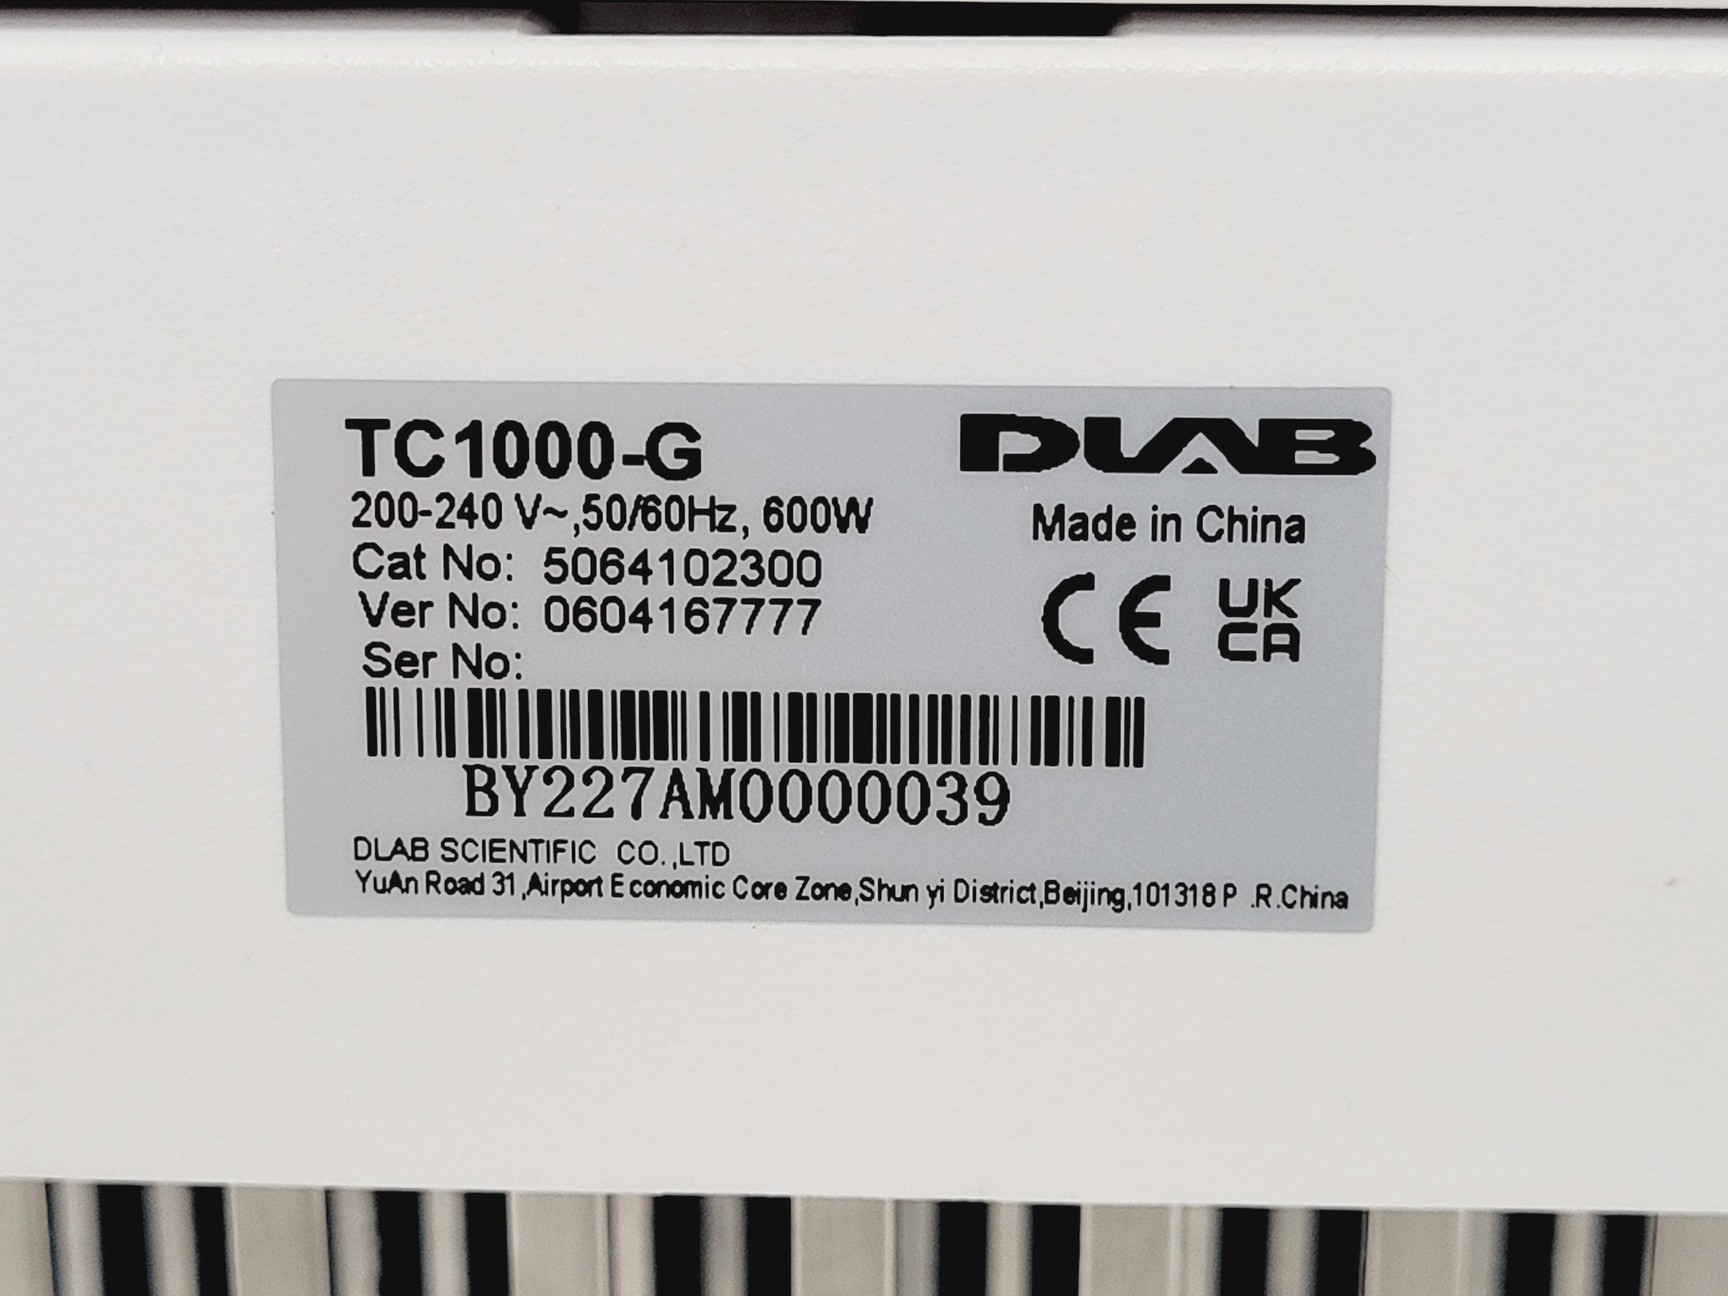 TC1000-G
DLAB
200-240 V~,50/60Hz, 600W
Made in China
Cat No: 5064102300
Ver No: 0604167777
CE
UK
CA
Ser No:
BY227AM0000039
DLAB SCIENTIFIC CO.,LTD
YuAn Road 31,Airport Economic Core Zone,Shun yi District,Beijing,101318 P .R.China